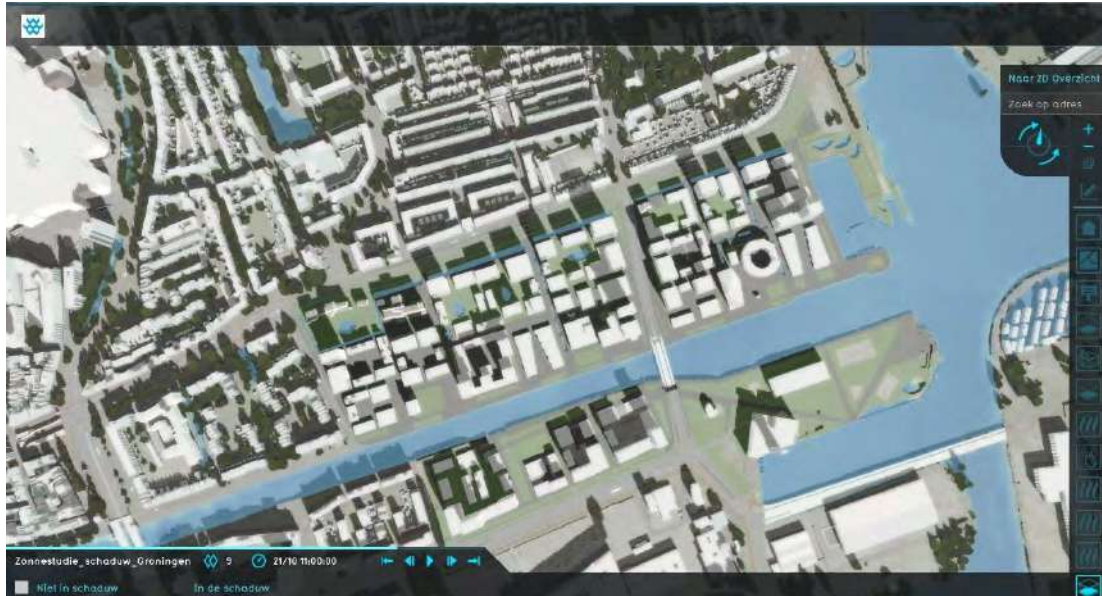 Naar 2D Overzicht
Zoek op adres
Zonnestudie_schaduw_Groningen 9 21/10 11:00:00
Niet in schaduw In de schaduw